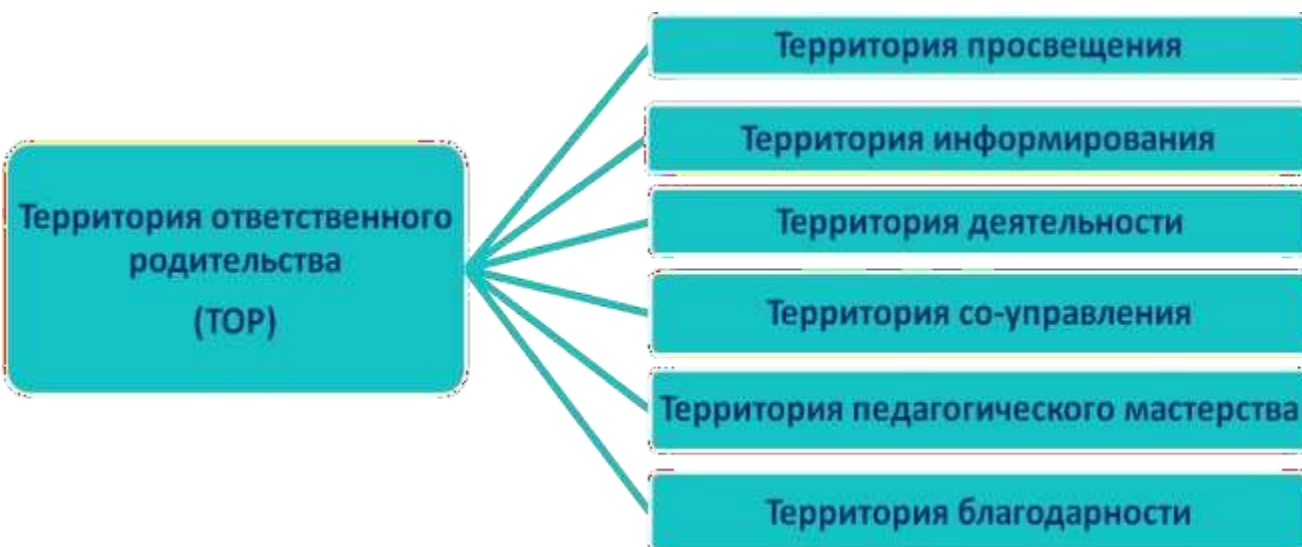 Территория ответственного
родительства
(ТОР)
Территория просвещения
Территория информирования
Территория деятельности
Территория со-управления
Территория педагогического мастерства
Территория благодарности